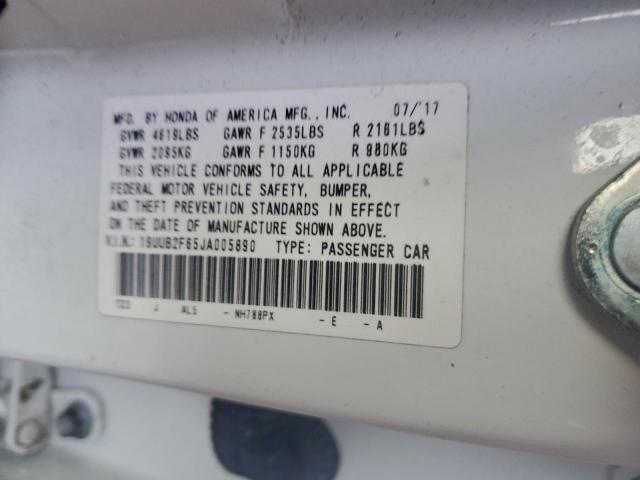 MFD. BY HONDA OF AMERICA MFG., INC. 07/'17
GVWR 4619LBS GAWR F 2535LBS R 2161LBS
GVWR 2095KG GAWR F 1150KG R 980KG
THIS VEHICLE CONFORMS TO ALL APPLICABLE
FEDERAL MOTOR VEHICLE SAFETY, BUMPER,
AND THEFT PREVENTION STANDARDS IN EFFECT
ON THE DATE OF MANUFACTURE SHOWN ABOVE.
V.I.N.: 19UUB2F65JA005890 TYPE: PASSENGER CAR
J AL5 - NH788PX - E - A